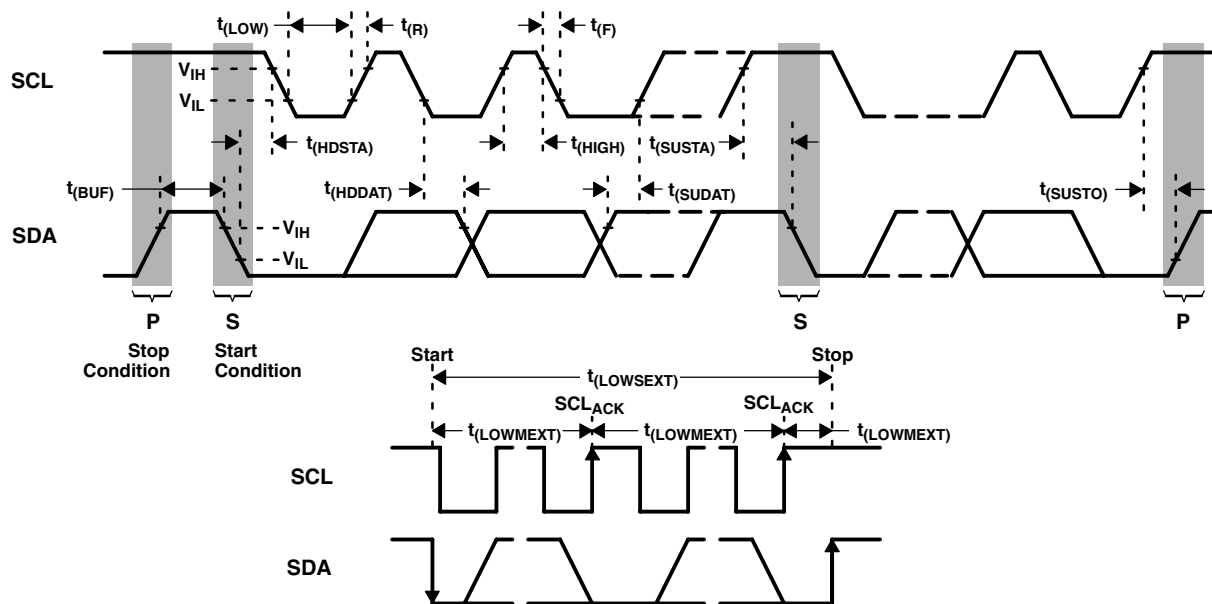 t(LOW) t(R) t(F)
SCL
VIH
VIL
t(HDSTA) t(HIGH) t(SUSTA)
t(BUF) t(HDDAT) t(SUDAT) t(SUSTO)
SDA
VIH
VIL
P S S P
Stop Condition
Start Condition
Start Stop
t(LOWSEXT)
SCLACK SCLACK
t(LOWMEXT) t(LOWMEXT) t(LOWMEXT)
SCL
SDA